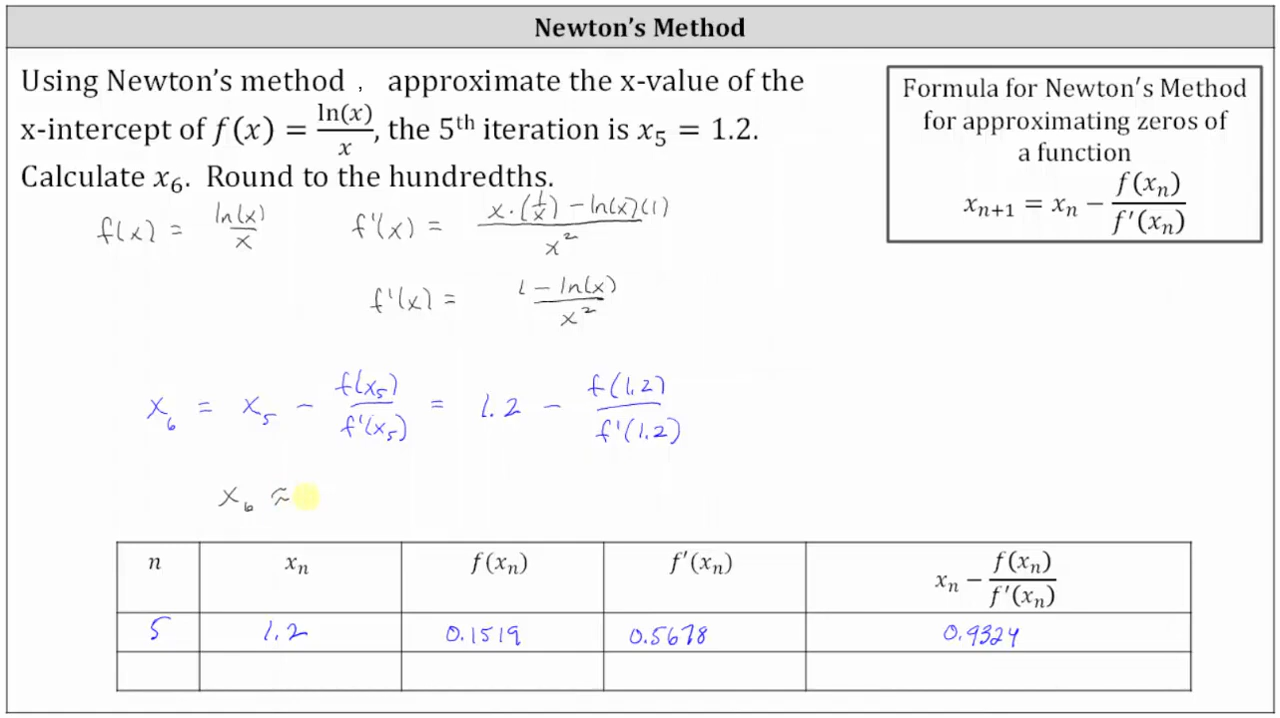 Newton's Method
Using Newton's method , approximate the x-value of the
x-intercept of f(x) = ln(x)/x, the 5th iteration is x₅ = 1.2.
Calculate x₆. Round to the hundredths.
Formula for Newton's Method
for approximating zeros of
a function
xₙ₊₁ = xₙ − f(xₙ)/f′(xₙ)
f(x) = ln(x)/x f'(x) = (x · (1/x) − ln(x)(1))/x²
f'(x) = (1 − ln(x))/x²
x₆ = x₅ − f(x₅)/f'(x₅) = 1.2 − f(1.2)/f'(1.2)
x₆ ≈
n xₙ f(xₙ) f′(xₙ) xₙ − f(xₙ)/f′(xₙ)
5 1.2 0.1519 0.5678 0.9324